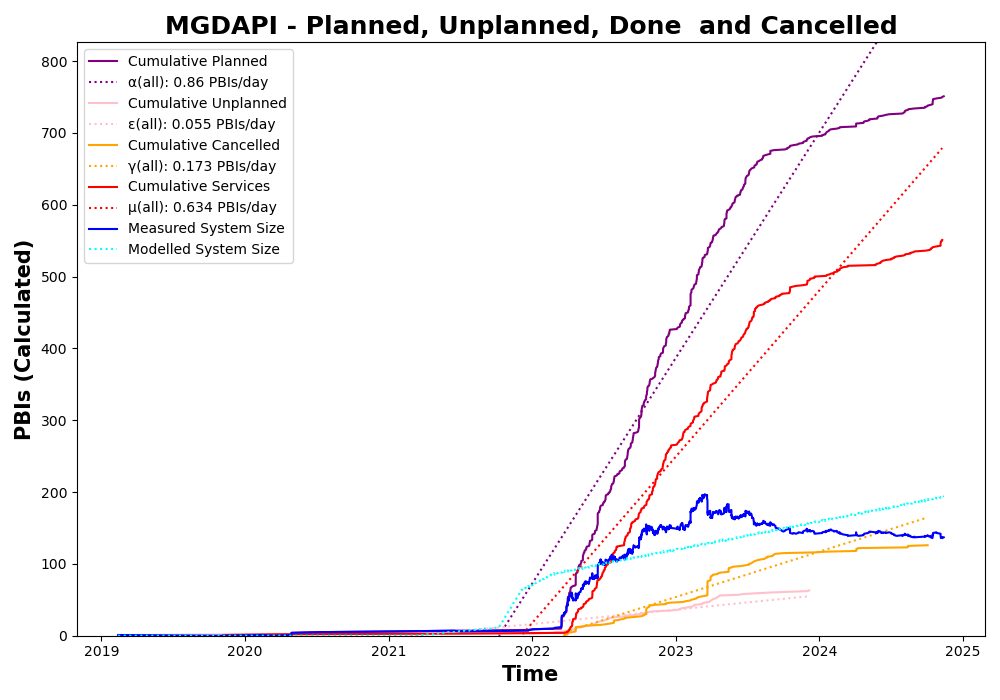 MGDAPI - Planned, Unplanned, Done  and Cancelled
Cumulative Planned
α(all): 0.86 PBIs/day
Cumulative Unplanned
ε(all): 0.055 PBIs/day
Cumulative Cancelled
γ(all): 0.173 PBIs/day
Cumulative Services
μ(all): 0.634 PBIs/day
Measured System Size
Modelled System Size
PBIs (Calculated)
800
700
600
500
400
300
200
100
0
2019 2020 2021 2022 2023 2024 2025
Time